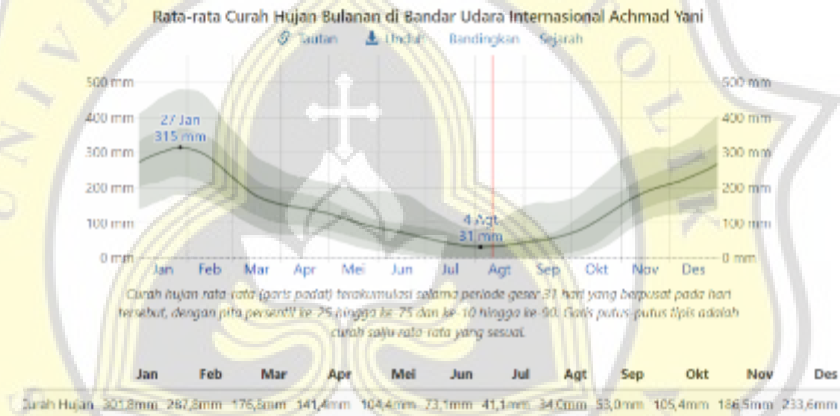 Rata-rata Curah Hujan Bulanan di Bandar Udara Internasional Achmad Yani
Tautan Unduh Bandingkan Sejarah
500 mm 500 mm
400 mm 400 mm
27 Jan
315 mm
300 mm 300 mm
200 mm 200 mm
4 Agt
100 mm 100 mm
31 mm
0 mm 0 mm
Jan Feb Mar Apr Mei Jun Jul Agt Sep Okt Nov Des
Curah hujan rata-rata (garis padat) terakumulasi selama periode geser 31 hari yang berpusat pada hari
tersebut, dengan pita persentil ke-25 hingga ke-75 dan ke-10 hingga ke-90. Garis putus-putus tipis adalah
curah salju rata-rata yang sesuai.
Jan Feb Mar Apr Mei Jun Jul Agt Sep Okt Nov Des
Curah Hujan 301,8mm 287,8mm 176,8mm 141,4mm 104,4mm 73,1mm 41,1mm 34,0mm 53,0mm 105,4mm 186,5mm 233,6mm